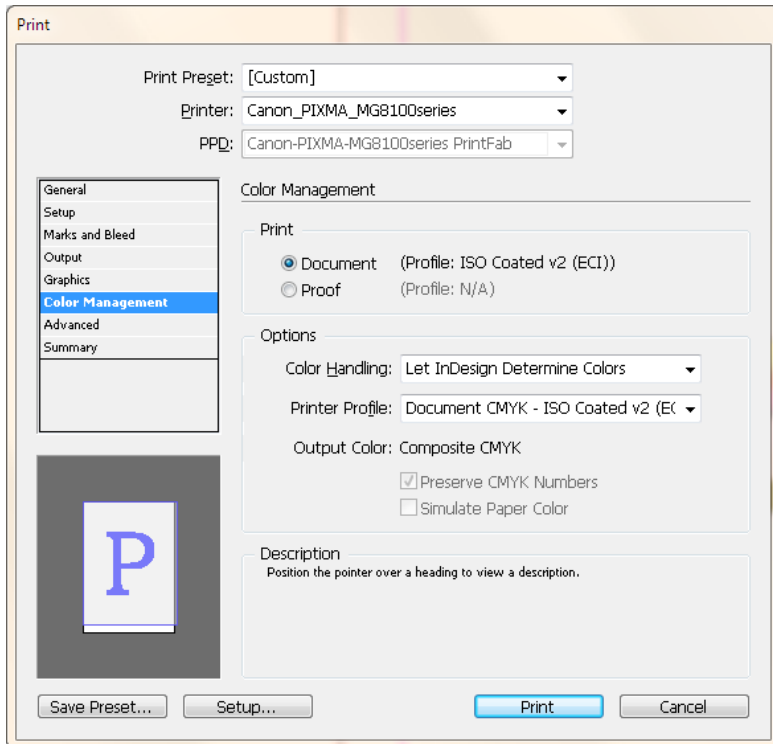 Print
Print Preset: [Custom]
Printer: Canon_PIXMA_MG8100series
PPD: Canon-PIXMA-MG8100series PrintFab
General
Setup
Marks and Bleed
Output
Graphics
Color Management
Advanced
Summary
Color Management
Print
Document (Profile: ISO Coated v2 (ECI))
Proof (Profile: N/A)
Options
Color Handling: Let InDesign Determine Colors
Printer Profile: Document CMYK - ISO Coated v2 (EC
Output Color: Composite CMYK
Preserve CMYK Numbers
Simulate Paper Color
Description
Position the pointer over a heading to view a description.
P
Save Preset... Setup... Print Cancel